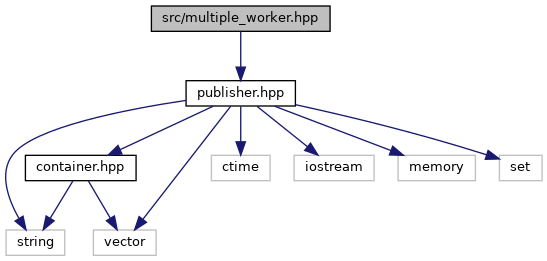 src/multiple_worker.hpp
publisher.hpp
container.hpp
ctime
iostream
memory
set
string
vector